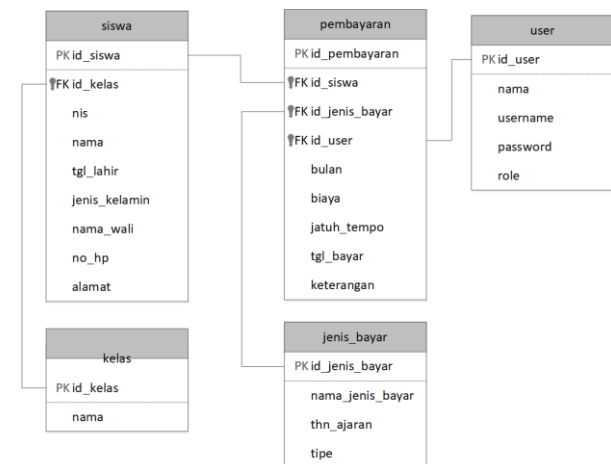 siswa
PK id_siswa
FK id_kelas
nis
nama
tgl_lahir
jenis_kelamin
nama_wali
no_hp
alamat
pembayaran
PK id_pembayaran
FK id_siswa
FK id_jenis_bayar
FK id_user
bulan
biaya
jatuh_tempo
tgl_bayar
keterangan
user
PK id_user
nama
username
password
role
kelas
PK id_kelas
nama
jenis_bayar
PK id_jenis_bayar
nama_jenis_bayar
thn_ajaran
tipe